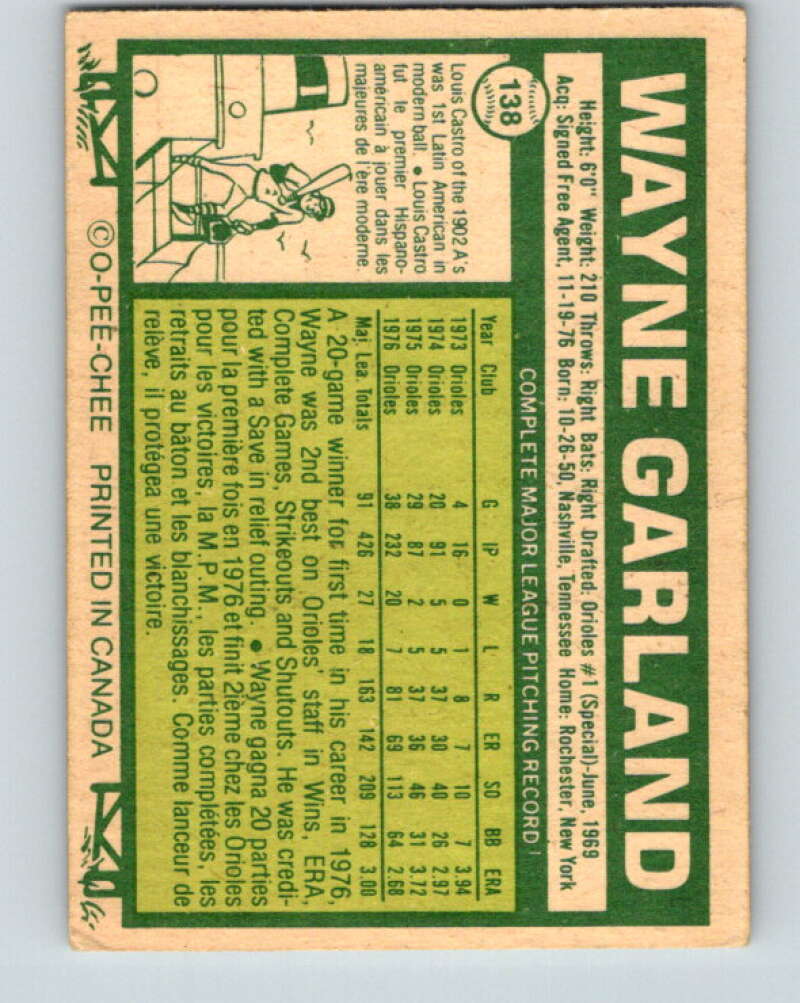 WAYNE GARLAND
Height: 6'0" Weight: 210 Throws: Right Bats: Right Drafted: Orioles #1 (Special)-June, 1969
Acq: Signed Free Agent, 11-19-76 Born: 10-26-50, Nashville, Tennessee Home: Rochester, New York
138
Louis Castro of the 1902 A's
was 1st Latin American in
modern ball. ● Louis Castro
fut le premier Hispano-
américain à jouer dans les
majeures de l'ère moderne.
COMPLETE MAJOR LEAGUE PITCHING RECORD
Year Club G IP W L R ER SO BB ERA
1973 Orioles 4 16 0 1 8 7 10 7 3.94
1974 Orioles 20 91 5 5 37 30 40 26 2.97
1975 Orioles 29 87 2 5 37 36 46 31 3.72
1976 Orioles 38 232 20 7 81 69 113 64 2.68
Maj. Lea. Totals 91 426 27 18 163 142 209 128 3.00
A 20-game winner for first time in his career in 1976,
Wayne was 2nd best on Orioles' staff in Wins, ERA,
Complete Games, Strikeouts and Shutouts. He was credi-
ted with a Save in relief outing. ● Wayne gagna 20 parties
pour la première fois en 1976 et finit 2ième chez les Orioles
pour les victoires, la M.P.M., les parties complétées, les
retraits au bâton et les blanchissages. Comme lanceur de
relève, il protégea une victoire.
© O-PEE-CHEE PRINTED IN CANADA